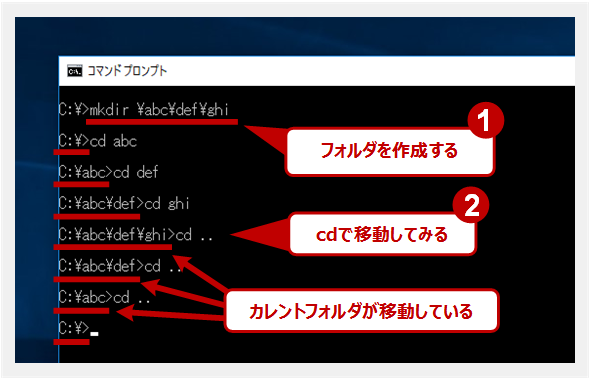 C:\. コマンドプロンプト
C:¥>mkdir ¥abc¥def¥ghi
1
C:¥>cd abc
フォルダを作成する
C:¥abc>cd def
C:¥abc¥def>cd ghi
2
C:¥abc¥def¥ghi>cd ..
cdで移動してみる
C:¥abc¥def>cd ..
C:¥abc>cd ..
カレントフォルダが移動している
C:¥>